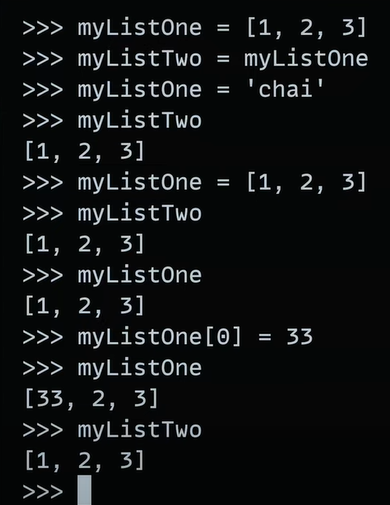 >>> myListOne = [1, 2, 3]
>>> myListTwo = myListOne
>>> myListOne = 'chai'
>>> myListTwo
[1, 2, 3]
>>> myListOne = [1, 2, 3]
>>> myListTwo
[1, 2, 3]
>>> myListOne
[1, 2, 3]
>>> myListOne[0] = 33
>>> myListOne
[33, 2, 3]
>>> myListTwo
[1, 2, 3]
>>>